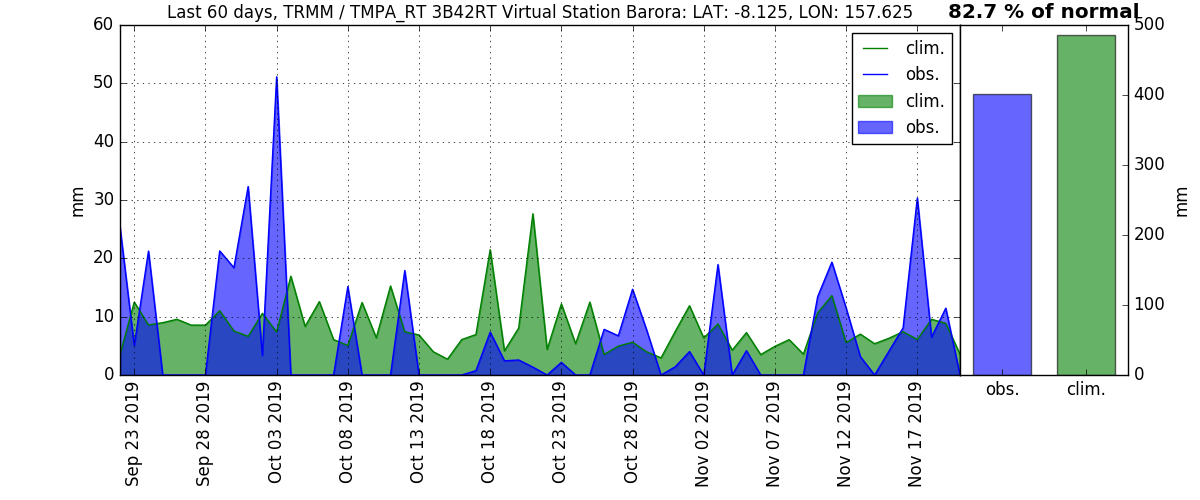 Last 60 days, TRMM / TMPA_RT 3B42RT Virtual Station Barora: LAT: -8.125, LON: 157.625
82.7 % of normal
clim.
obs.
clim.
obs.
60
50
40
30
20
10
0
mm
Sep 23 2019
Sep 28 2019
Oct 03 2019
Oct 08 2019
Oct 13 2019
Oct 18 2019
Oct 23 2019
Oct 28 2019
Nov 02 2019
Nov 07 2019
Nov 12 2019
Nov 17 2019
obs.
clim.
500
400
300
200
100
0
mm